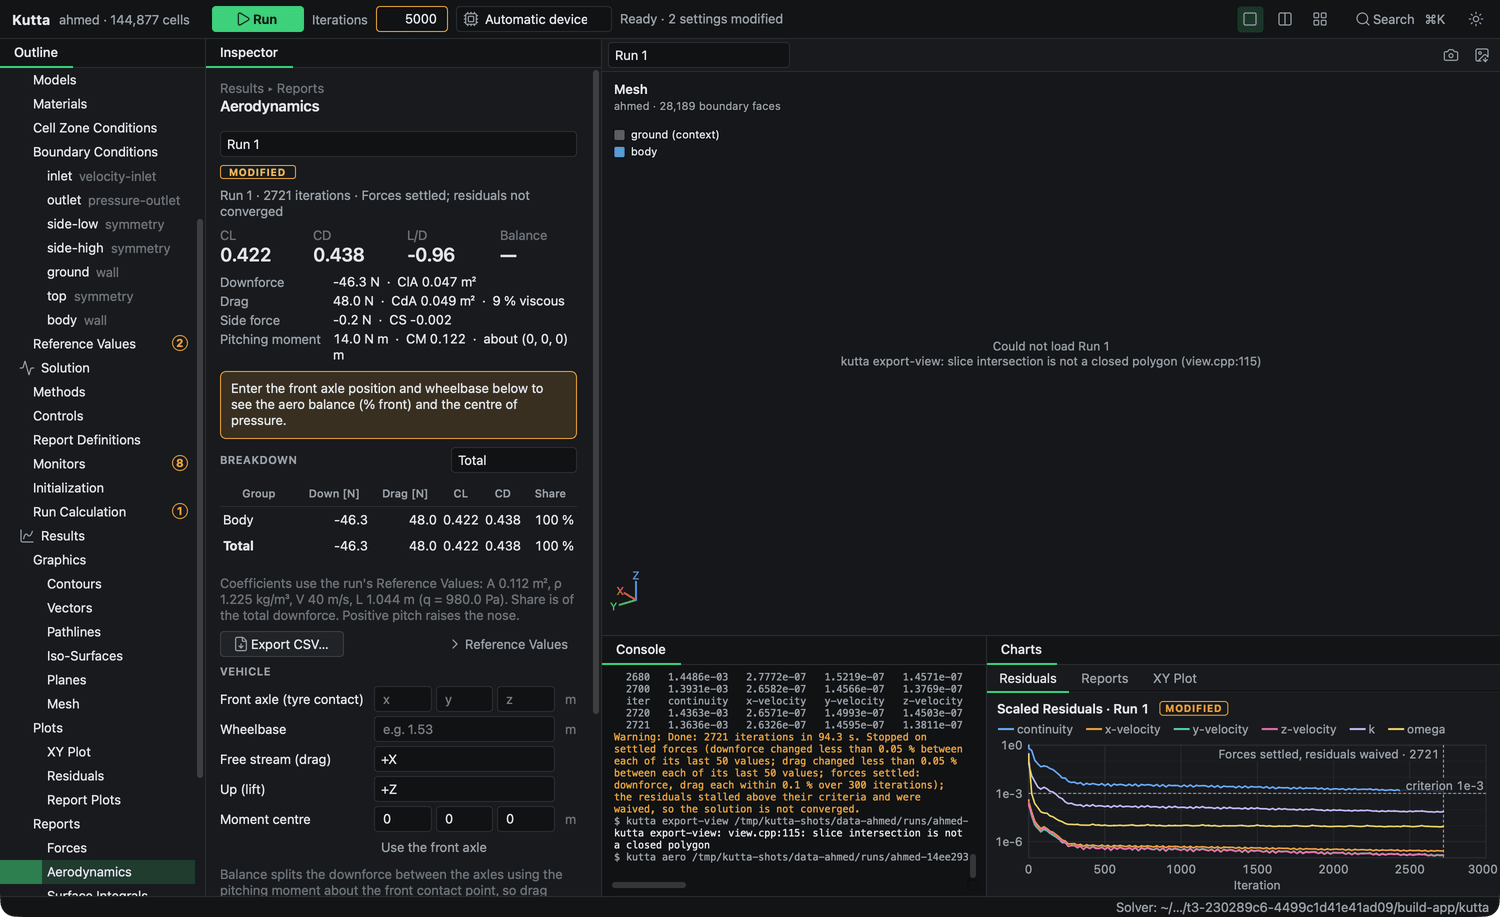 Kutta ahmed · 144,877 cells Run Iterations 5000 Automatic device Ready · 2 settings modified Search ⌘K
Outline
Models
Materials
Cell Zone Conditions
Boundary Conditions
inlet velocity-inlet
outlet pressure-outlet
side-low symmetry
side-high symmetry
ground wall
top symmetry
body wall
Reference Values 2
Solution
Methods
Controls
Report Definitions
Monitors 8
Initialization
Run Calculation 1
Results
Graphics
Contours
Vectors
Pathlines
Iso-Surfaces
Planes
Mesh
Plots
XY Plot
Residuals
Report Plots
Reports
Forces
Aerodynamics
Inspector
Results ▸ Reports
Aerodynamics
Run 1
MODIFIED
Run 1 · 2721 iterations · Forces settled; residuals not
converged
CL CD L/D Balance
0.422 0.438 -0.96 —
Downforce -46.3 N · ClA 0.047 m²
Drag 48.0 N · CdA 0.049 m² · 9 % viscous
Side force -0.2 N · CS -0.002
Pitching moment 14.0 N m · CM 0.122 · about (0, 0, 0)
m
Enter the front axle position and wheelbase below to
see the aero balance (% front) and the centre of
pressure.
BREAKDOWN Total
Group Down [N] Drag [N] CL CD Share
Body -46.3 48.0 0.422 0.438 100 %
Total -46.3 48.0 0.422 0.438 100 %
Coefficients use the run's Reference Values: A 0.112 m², ρ
1.225 kg/m³, V 40 m/s, L 1.044 m (q = 980.0 Pa). Share is of
the total downforce. Positive pitch raises the nose.
Export CSV... Reference Values
VEHICLE
Front axle (tyre contact) x y z m
Wheelbase e.g. 1.53 m
Free stream (drag) +X
Up (lift) +Z
Moment centre 0 0 0 m
Use the front axle
Balance splits the downforce between the axles using the
pitching moment about the front contact point, so drag
Run 1
Mesh
ahmed · 28,189 boundary faces
ground (context)
body
Could not load Run 1
kutta export-view: slice intersection is not a closed polygon (view.cpp:115)
Z
X
Y
Console
2680 1.4486e-03 2.7772e-07 1.5219e-07 1.4571e-07
2700 1.3931e-03 2.6582e-07 1.4566e-07 1.3769e-07
iter continuity x-velocity y-velocity z-velocity
2720 1.4363e-03 2.6571e-07 1.4993e-07 1.4503e-07
2721 1.3636e-03 2.6326e-07 1.4595e-07 1.3811e-07
Warning: Done: 2721 iterations in 94.3 s. Stopped on
settled forces (downforce changed less than 0.05 % between
each of its last 50 values; drag changed less than 0.05 %
between each of its last 50 values; forces settled:
downforce, drag each within 0.1 % over 300 iterations);
the residuals stalled above their criteria and were
waived, so the solution is not converged.
$ kutta export-view /tmp/kutta-shots/data-ahmed/runs/ahmed-
kutta export-view: view.cpp:115: slice intersection is not
a closed polygon
$ kutta aero /tmp/kutta-shots/data-ahmed/runs/ahmed-14ee293
Charts
Residuals Reports XY Plot
Scaled Residuals · Run 1 MODIFIED
continuity x-velocity y-velocity z-velocity k omega
Forces settled, residuals waived · 2721
criterion 1e-3
1e0
1e-3
1e-6
0 500 1000 1500 2000 2500 3000
Iteration
Solver: ~/.../t3-230289c6-4499c1d41e41ad09/build-app/kutta